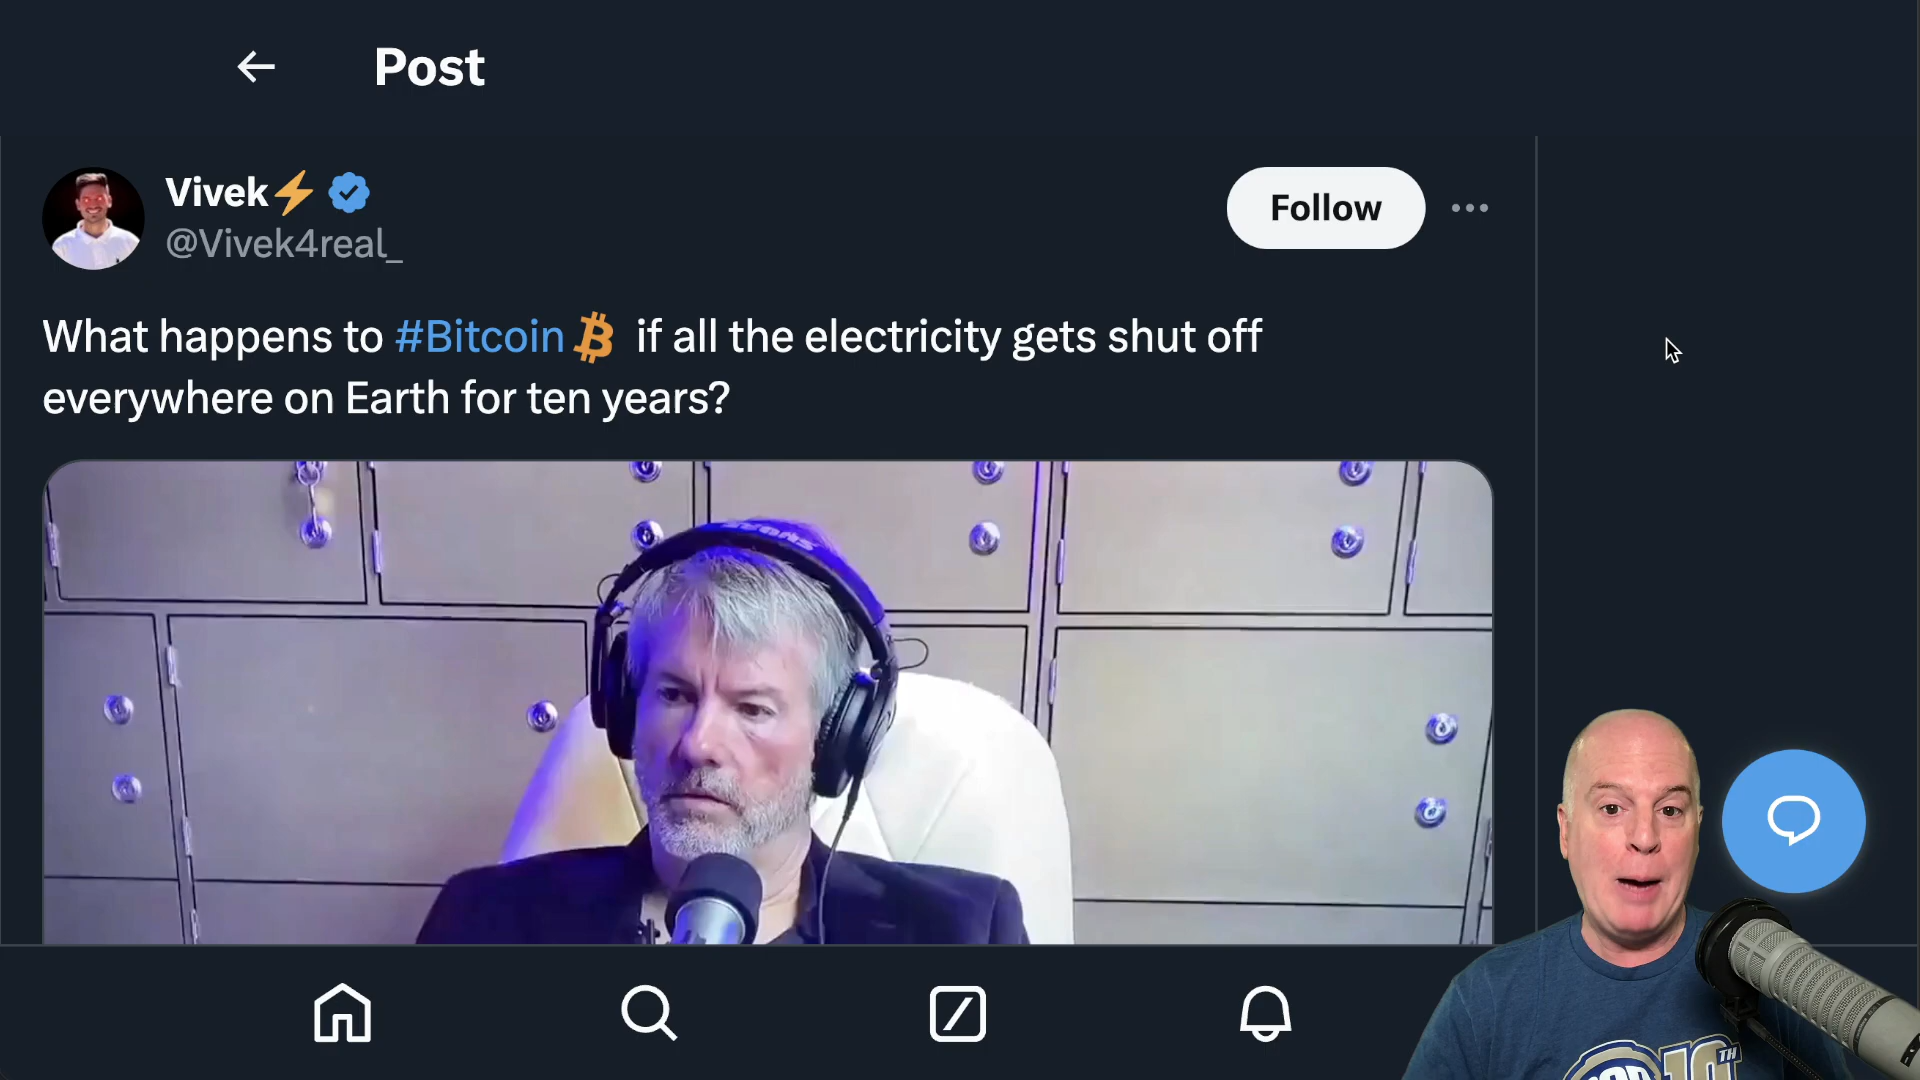 Post
Vivek⚡
@Vivek4real_
Follow
What happens to #Bitcoin if all the electricity gets shut off
everywhere on Earth for ten years?
10TH